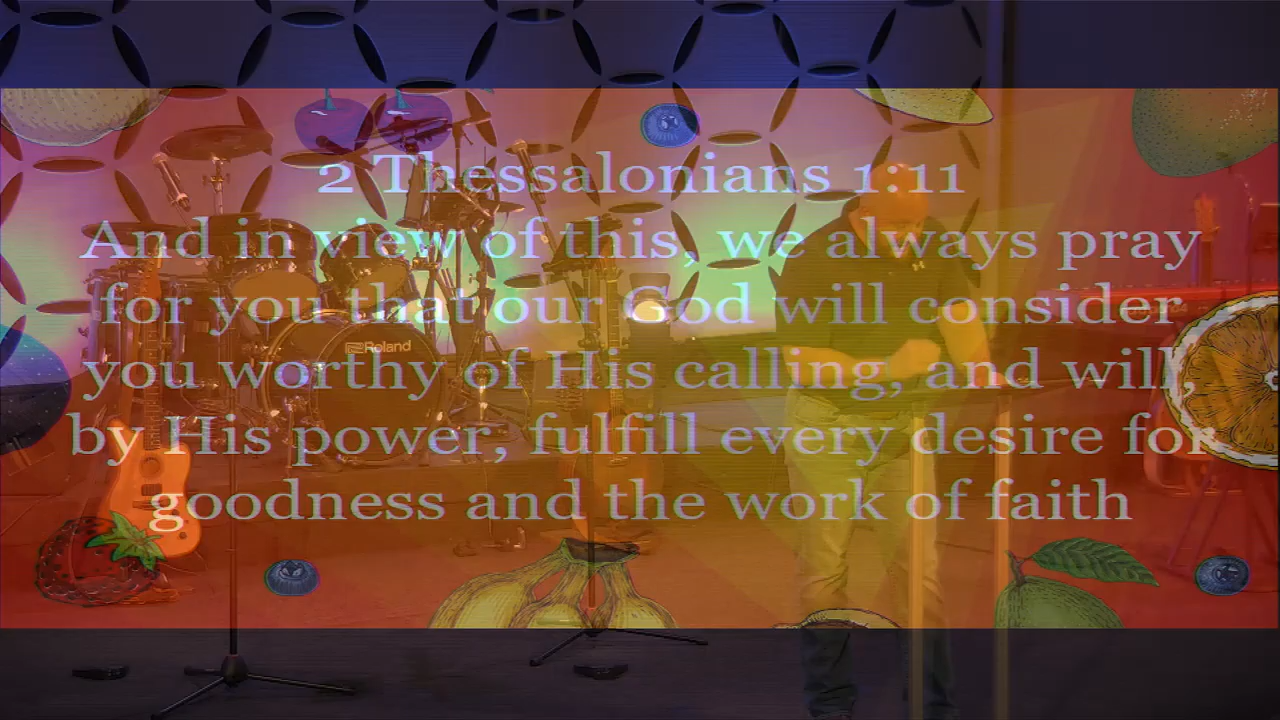 2 Thessalonians 1:11
And in view of this, we always pray
for you that our God will consider
you worthy of His calling, and will,
by His power, fulfill every desire for
goodness and the work of faith
Roland